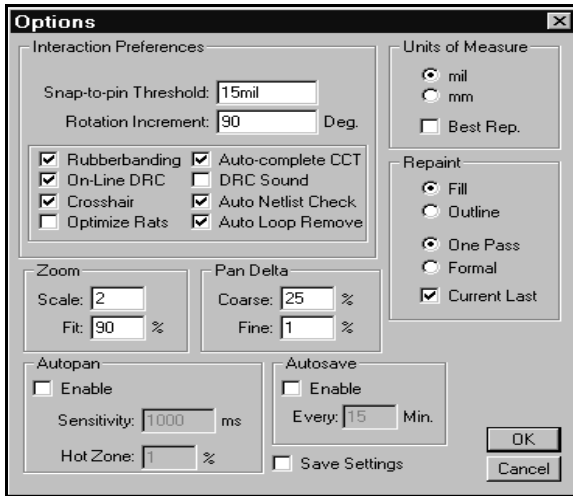 Options
Interaction Preferences
Snap-to-pin Threshold: 15mil
Rotation Increment: 90 Deg.
Rubberbanding Auto-complete CCT
On-Line DRC DRC Sound
Crosshair Auto Netlist Check
Optimize Rats Auto Loop Remove
Units of Measure
mil
mm
Best Rep.
Repaint
Fill
Outline
One Pass
Formal
Current Last
Zoom
Scale: 2
Fit: 90 %
Pan Delta
Coarse: 25 %
Fine: 1 %
Autopan
Enable
Sensitivity: 1000 ms
Hot Zone: 1 %
Autosave
Enable
Every: 15 Min.
Save Settings
OK
Cancel